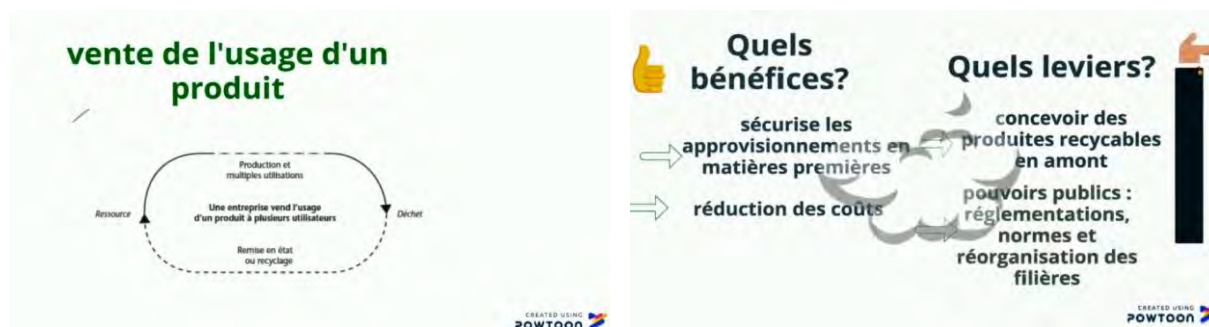 vente de l'usage d'un
produit
Production et
multiples utilisations
Ressource
Une entreprise vend l'usage
d'un produit à plusieurs utilisateurs
Déchet
Remise en état
ou recyclage
CREATED USING
POWTOON
Quels
bénéfices?
sécurise les
approvisionnements en
matières premières
réduction des coûts
Quels leviers?
concevoir des
produites recycables
en amont
pouvoirs publics :
réglementations,
normes et
réorganisation des
filières
CREATED USING
POWTOON